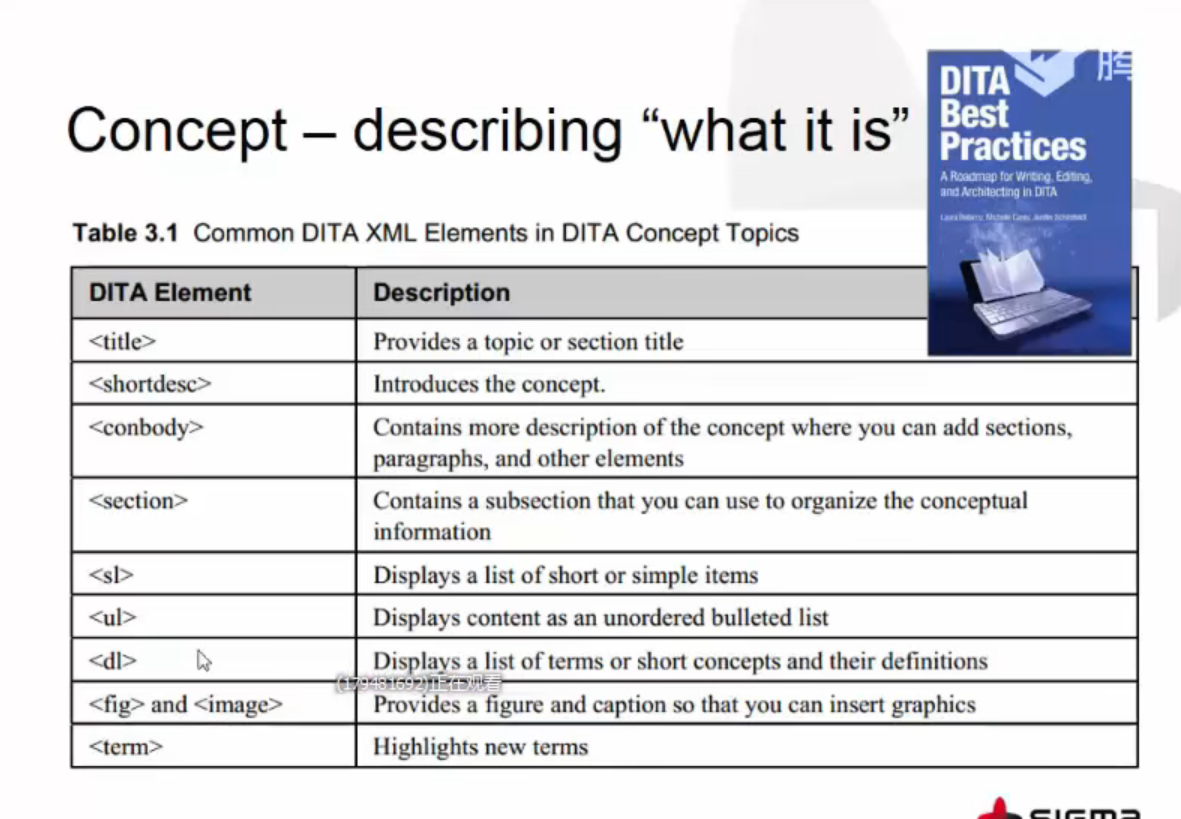 Concept – describing “what it is”
腾
DITA
Best
Practices
A Roadmap for Writing, Editing,
and Architecting in DITA
Table 3.1 Common DITA XML Elements in DITA Concept Topics
DITA Element Description
<title> Provides a topic or section title
<shortdesc> Introduces the concept.
<conbody> Contains more description of the concept where you can add sections,
paragraphs, and other elements
<section> Contains a subsection that you can use to organize the conceptual
information
<sl> Displays a list of short or simple items
<ul> Displays content as an unordered bulleted list
<dl> Displays a list of terms or short concepts and their definitions
(179481692)正在观看
<fig> and <image> Provides a figure and caption so that you can insert graphics
<term> Highlights new terms
SIGMA